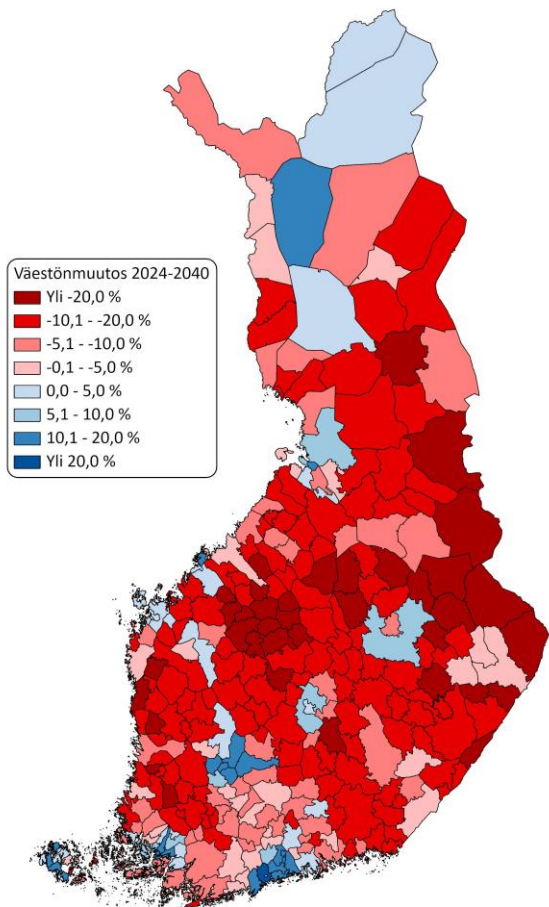 Väestönmuutos 2024-2040
Yli -20,0 %
-10,1 - -20,0 %
-5,1 - -10,0 %
-0,1 - -5,0 %
0,0 - 5,0 %
5,1 - 10,0 %
10,1 - 20,0 %
Yli 20,0 %